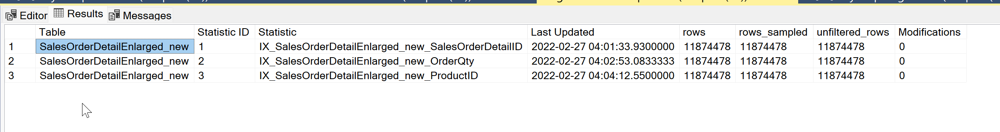 Editor Results Messages
Table Statistic ID Statistic Last Updated rows rows_sampled unfiltered_rows Modifications
1 SalesOrderDetailEnlarged_new 1 IX_SalesOrderDetailEnlarged_new_SalesOrderDetailID 2022-02-27 04:01:33.9300000 11874478 11874478 11874478 0
2 SalesOrderDetailEnlarged_new 2 IX_SalesOrderDetailEnlarged_new_OrderQty 2022-02-27 04:02:53.0833333 11874478 11874478 11874478 0
3 SalesOrderDetailEnlarged_new 3 IX_SalesOrderDetailEnlarged_new_ProductID 2022-02-27 04:04:12.5500000 11874478 11874478 11874478 0